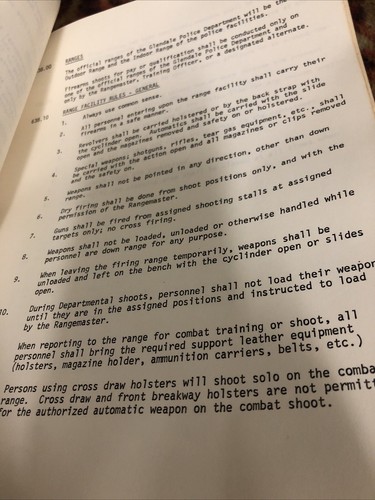 RANGES
The official ranges of the Glendale Police Department will be the
Outdoor Range and the Indoor Range of the police facilities.
Firearms shoots for pay or qualification shall be conducted only on
one of the official ranges of the Glendale Police Department and
only by the Rangemaster, Training Officer, or a designated alternate.
RANGE FACILITY RULES - GENERAL
1. Always use common sense.
2. All personnel entering upon the range facility shall carry their
firearms in a safe manner.
3. Revolvers shall be carried holstered or by the back strap with
the cylinder open. Automatics shall be carried with the slide
open and the magazines removed and safety on or holstered.
4. Special weapons; shotguns, rifles, tear gas equipment, etc., shall
be carried with the action open and all magazines or clips removed
and the safety on.
5. Weapons shall not be pointed in any direction, other than down
range.
6. Dry firing shall be done from shoot positions only, and with the
permission of the Rangemaster.
7. Guns shall be fired from assigned shooting stalls at assigned
targets only; no cross firing.
8. Weapons shall not be loaded, unloaded or otherwise handled while
personnel are down range for any purpose.
9. When leaving the firing range temporarily, weapons shall be
unloaded and left on the bench with the cylinder open or slides
open.
10. During Departmental shoots, personnel shall not load their weapon
until they are in the assigned positions and instructed to load
by the Rangemaster.
When reporting to the range for combat training or shoot, all
personnel shall bring the required support leather equipment
(holsters, magazine holder, ammunition carriers, belts, etc.)
Persons using cross draw holsters will shoot solo on the comba
range. Cross draw and front breakway holsters are not permitt
for the authorized automatic weapon on the combat shoot.